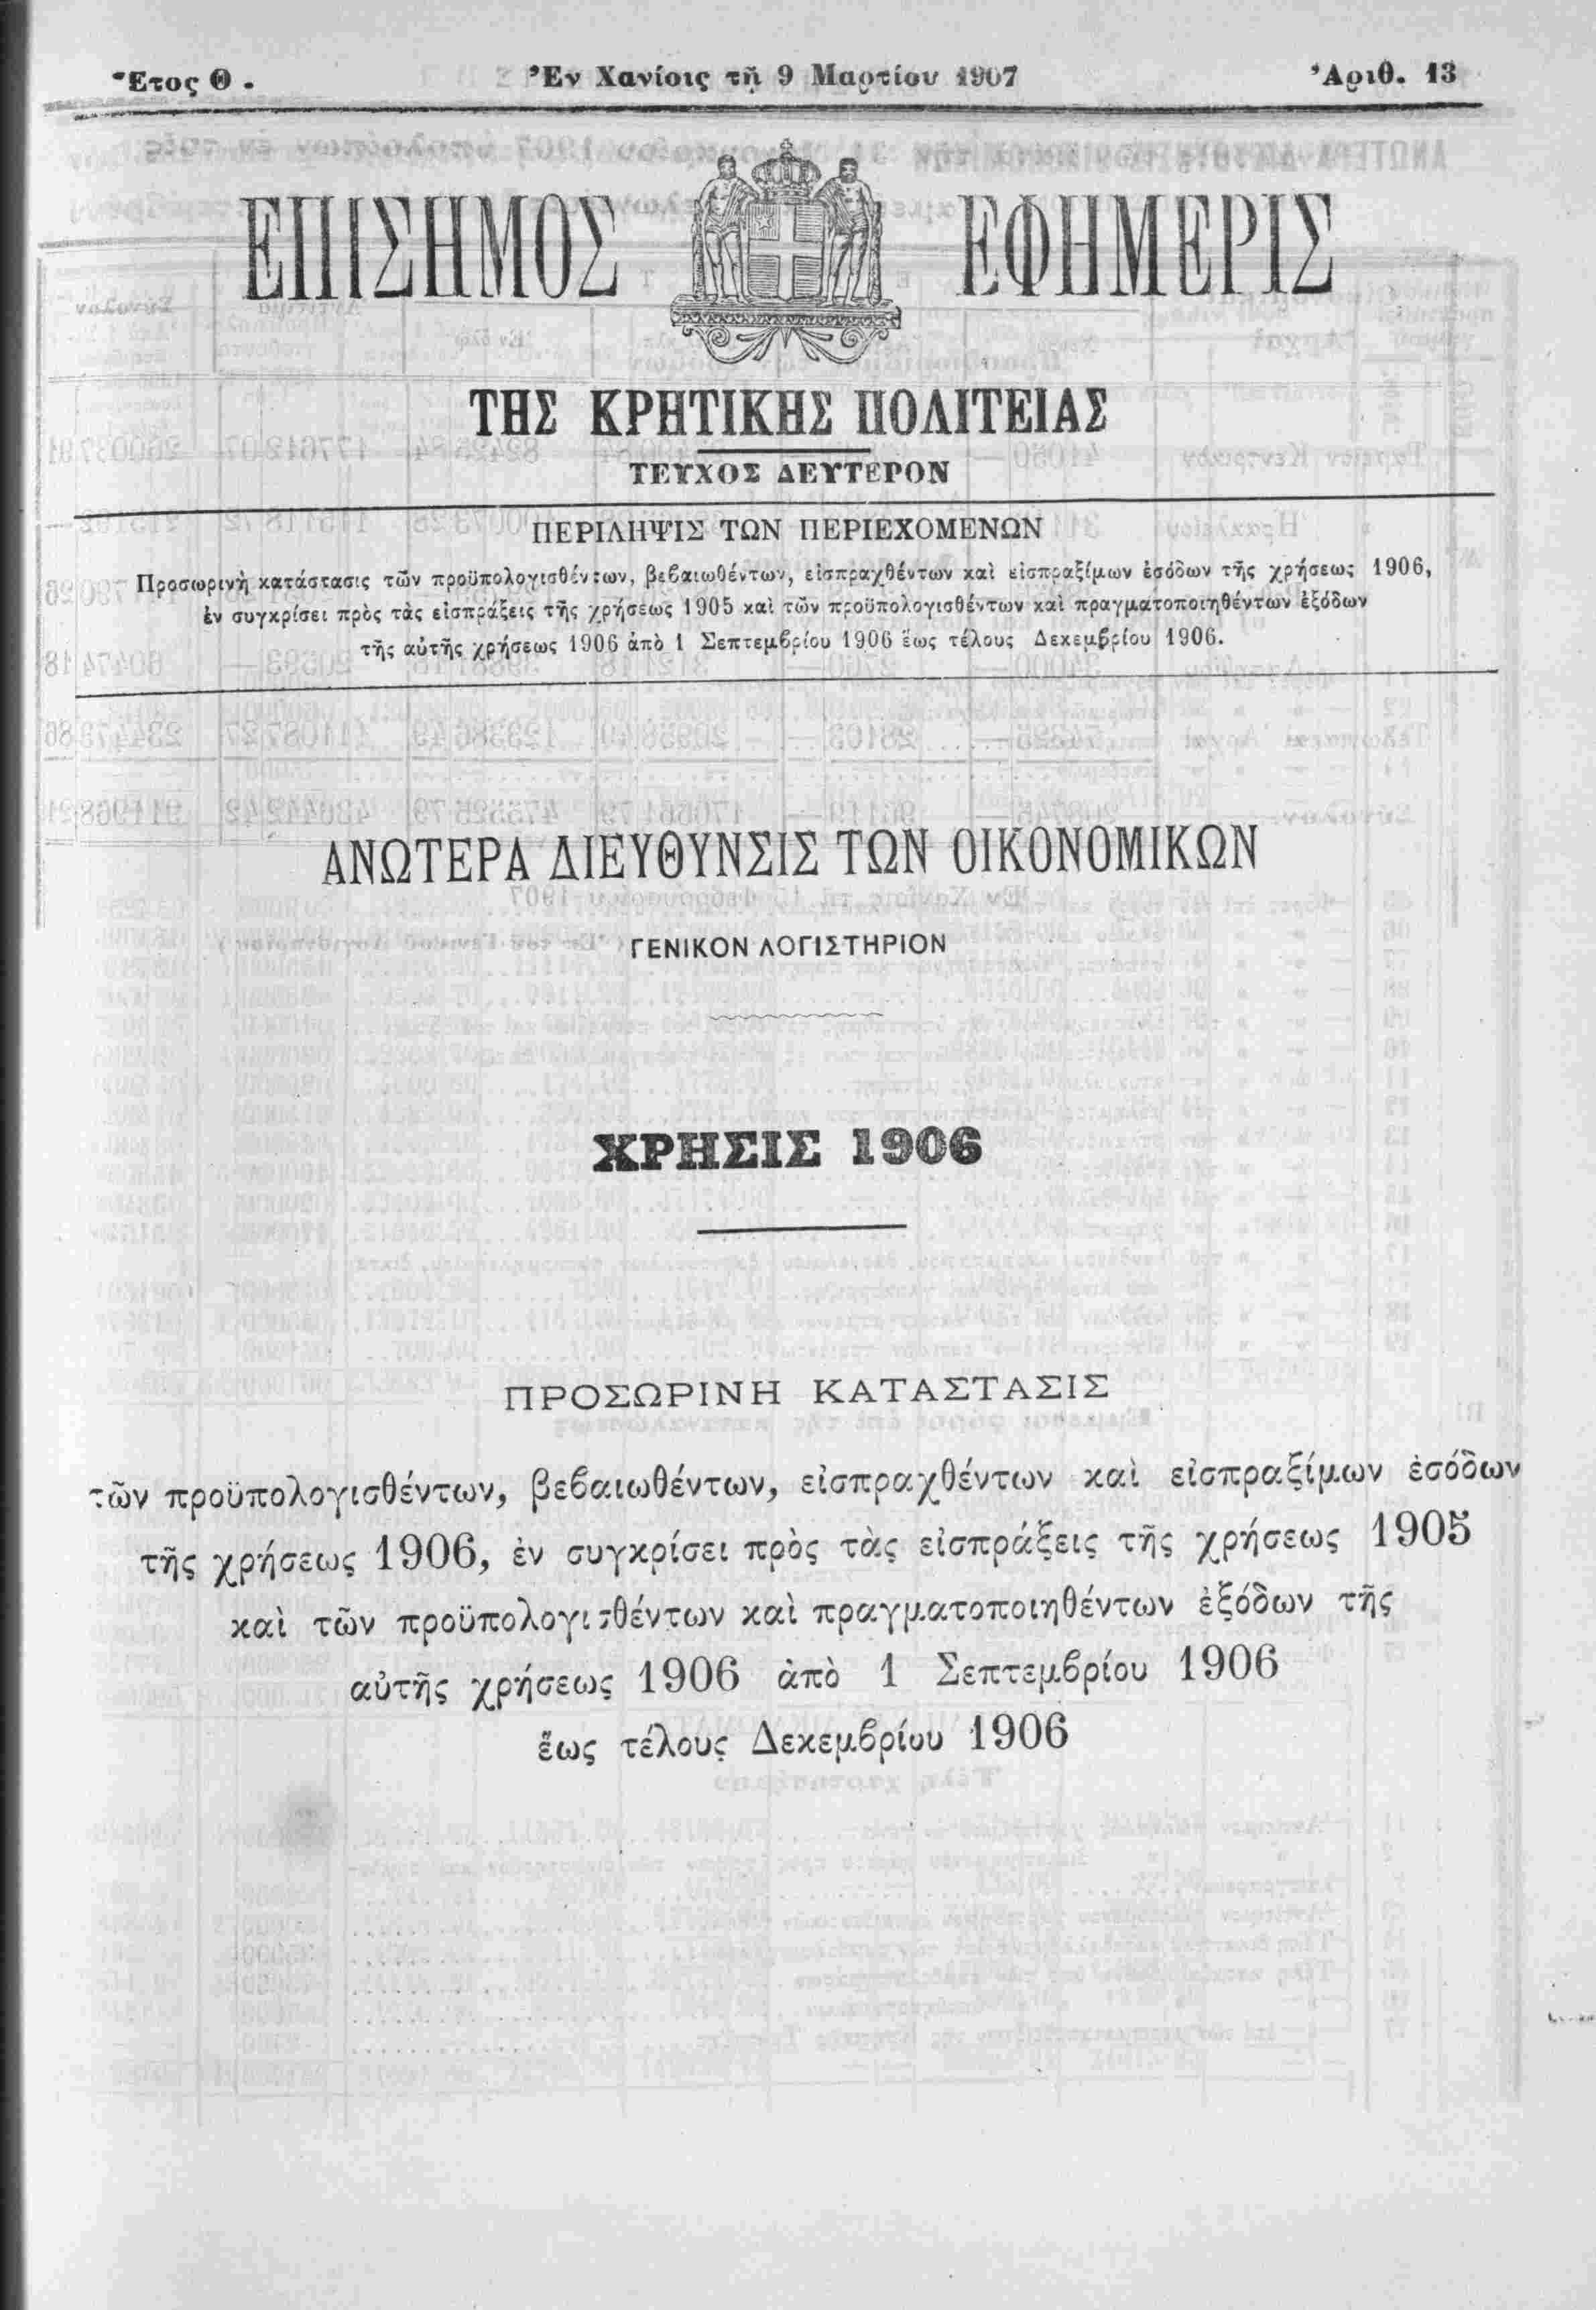 Ἔτος Θ΄. Ἐν Χανίοις τῇ 9 Μαρτίου 1907 Ἀριθ. 13
ΕΠΙΣΗΜΟΣ ΕΦΗΜΕΡΙΣ
ΤΗΣ ΚΡΗΤΙΚΗΣ ΠΟΛΙΤΕΙΑΣ
ΤΕΥΧΟΣ ΔΕΥΤΕΡΟΝ
ΠΕΡΙΛΗΨΙΣ ΤΩΝ ΠΕΡΙΕΧΟΜΕΝΩΝ
Προσωρινὴ κατάστασις τῶν προϋπολογισθέντων, βεβαιωθέντων, εἰσπραχθέντων καὶ εἰσπραξίμων ἐσόδων τῆς χρήσεως 1906,
ἐν συγκρίσει πρὸς τὰς εἰσπράξεις τῆς χρήσεως 1905 καὶ τῶν προϋπολογισθέντων καὶ πραγματοποιηθέντων ἐξόδων
τῆς αὐτῆς χρήσεως 1906 ἀπὸ 1 Σεπτεμβρίου 1906 ἕως τέλους Δεκεμβρίου 1906.
ΑΝΩΤΕΡΑ ΔΙΕΥΘΥΝΣΙΣ ΤΩΝ ΟΙΚΟΝΟΜΙΚΩΝ
ΓΕΝΙΚΟΝ ΛΟΓΙΣΤΗΡΙΟΝ
ΧΡΗΣΙΣ 1906
ΠΡΟΣΩΡΙΝΗ ΚΑΤΑΣΤΑΣΙΣ
τῶν προϋπολογισθέντων, βεβαιωθέντων, εἰσπραχθέντων καὶ εἰσπραξίμων ἐσόδων
τῆς χρήσεως 1906, ἐν συγκρίσει πρὸς τὰς εἰσπράξεις τῆς χρήσεως 1905
καὶ τῶν προϋπολογισθέντων καὶ πραγματοποιηθέντων ἐξόδων τῆς
αὐτῆς χρήσεως 1906 ἀπὸ 1 Σεπτεμβρίου 1906
ἕως τέλους Δεκεμβρίου 1906